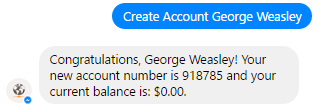 Create Account George Weasley
Congratulations, George Weasley! Your
new account number is 918785 and your
current balance is: $0.00.